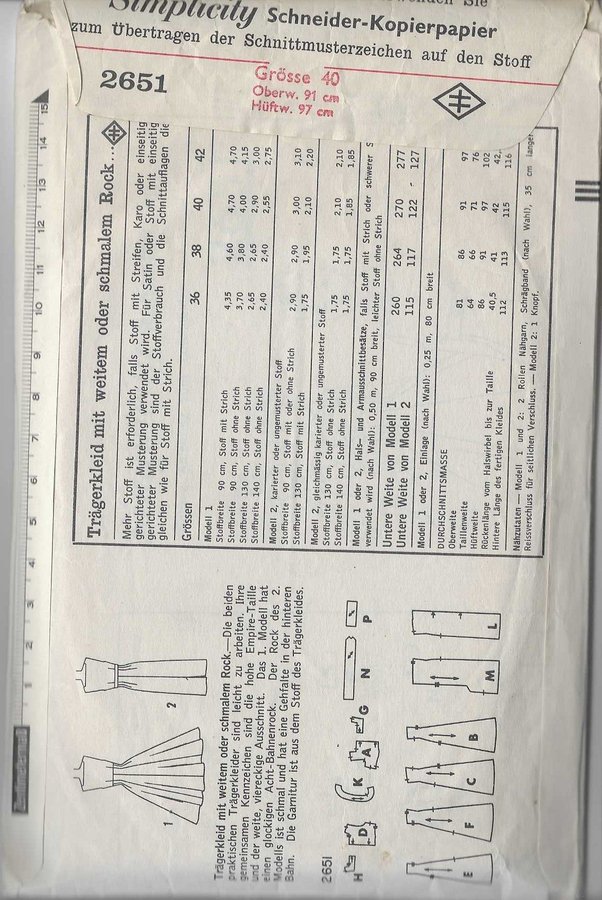 Simplicity Schneider-Kopierpapier
zum Übertragen der Schnittmusterzeichen auf den Stoff
2651
Grösse 40
Oberw. 91 cm
Hüftw. 97 cm
Trägerkleid mit weitem oder schmalem Rock...
Mehr Stoff ist erforderlich, falls Stoff mit Streifen, Karo oder einseitig
gerichteter Musterung verwendet wird. Für Satin oder Stoff mit einseitig
gerichteter Musterung sind der Stoffverbrauch und die Schnittauflagen die
gleichen wie für Stoff mit Strich.
Grössen 36 38 40 42
Modell 1
Stoffbreite 90 cm, Stoff mit Strich 4,35 4,60 4,70 4,70
Stoffbreite 90 cm, Stoff ohne Strich 3,70 3,80 4,00 4,15
Stoffbreite 130 cm, Stoff ohne Strich 2,65 2,65 2,90 3,00
Stoffbreite 140 cm, Stoff ohne Strich 2,40 2,40 2,55 2,75
Modell 2, karierter oder ungemusterter Stoff
Stoffbreite 90 cm, Stoff mit oder ohne Strich 2,90 2,90 3,00 3,10
Stoffbreite 130 cm, Stoff mit Strich 1,75 1,95 2,10 2,20
Modell 2, gleichmässig karierter oder ungemusterter Stoff
Stoffbreite 130 cm, Stoff ohne Strich 1,75 1,75 2,10 2,10
Stoffbreite 140 cm, Stoff ohne Strich 1,75 1,75 1,85 1,85
Modell 1 oder 2, Hals- und Armausschnittbesätze, falls Stoff mit Strich oder schwerer S
verwendet wird (nach Wahl): 0,50 m, 90 cm breit, leichter Stoff ohne Strich
Untere Weite von Modell 1 260 264 270 277
Untere Weite von Modell 2 115 117 122 127
Modell 1 oder 2, Einlage (nach Wahl): 0,25 m, 80 cm breit
DURCHSCHNITTSMASSE
Oberweite 81 86 91 97
Taillenweite 64 66 71 76
Hüftweite 86 91 97 102
Rückenlänge vom Halswirbel bis zur Taille 40,5 41 42 42,
Hintere Länge des fertigen Kleides 112 113 115 116
Nähzutaten — Modell 1 und 2: 2 Rollen Nähgarn, Schrägband (nach Wahl), 35 cm langer
Reissverschluss für seitlichen Verschluss. — Modell 2: 1 Knopf.
1
2
Trägerkleid mit weitem oder schmalem Rock.—Die beiden
praktischen Trägerkleider sind leicht zu arbeiten. Ihre
gemeinsamen Kennzeichen sind die hohe Empire-Taille
und der weite, viereckige Ausschnitt. Das 1. Modell hat
einen glockigen Acht-Bahnenrock. Der Rock des 2.
Modells ist schmal und hat eine Gehfalte in der hinteren
Bahn. Die Garnitur ist aus dem Stoff des Trägerkleides.
2651
H D K A G N P
E F C B M L
1 2 3 4 5 6 7 8 9 10 11 12 13 14 15